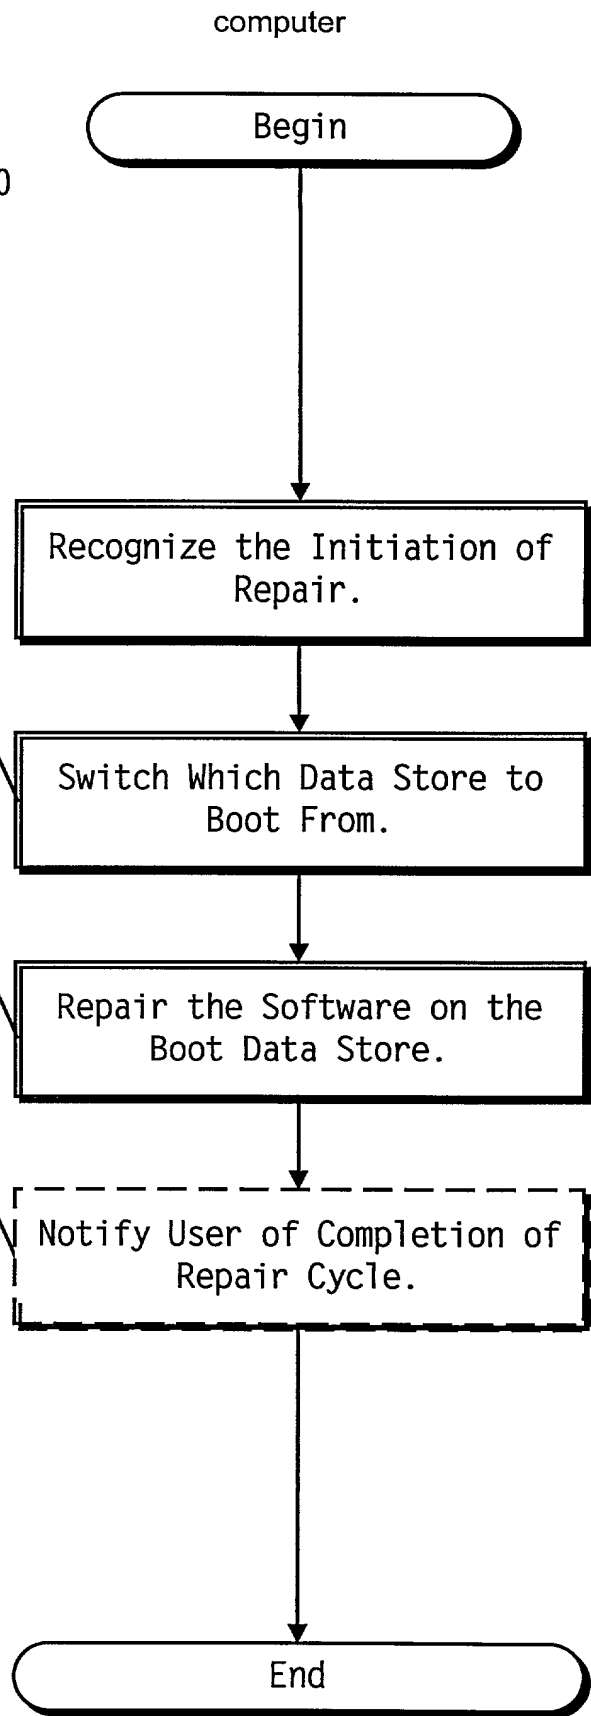 computer
Begin
0
Recognize the Initiation of
Repair.
Switch Which Data Store to
Boot From.
Repair the Software on the
Boot Data Store.
Notify User of Completion of
Repair Cycle.
End